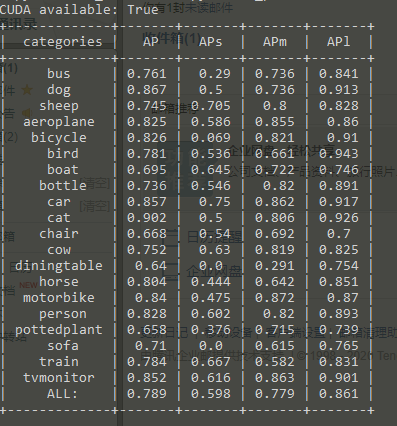 CUDA available: True
categories | AP | APs | APm | APl
bus | 0.761 | 0.29 | 0.736 | 0.841
dog | 0.867 | 0.5 | 0.736 | 0.913
sheep | 0.745 | 0.705 | 0.8 | 0.828
aeroplane | 0.825 | 0.586 | 0.855 | 0.86
bicycle | 0.826 | 0.069 | 0.821 | 0.91
bird | 0.781 | 0.536 | 0.661 | 0.943
boat | 0.695 | 0.645 | 0.722 | 0.746
bottle | 0.736 | 0.546 | 0.82 | 0.891
car | 0.857 | 0.75 | 0.862 | 0.917
cat | 0.902 | 0.5 | 0.806 | 0.926
chair | 0.668 | 0.54 | 0.692 | 0.7
cow | 0.752 | 0.63 | 0.819 | 0.825
diningtable | 0.64 | 0.0 | 0.291 | 0.754
horse | 0.804 | 0.444 | 0.642 | 0.851
motorbike | 0.84 | 0.475 | 0.872 | 0.87
person | 0.828 | 0.602 | 0.82 | 0.893
pottedplant | 0.658 | 0.36 | 0.715 | 0.735
sofa | 0.71 | 0.0 | 0.615 | 0.765
train | 0.784 | 0.667 | 0.582 | 0.831
tvmonitor | 0.852 | 0.616 | 0.863 | 0.901
ALL: | 0.789 | 0.598 | 0.779 | 0.861